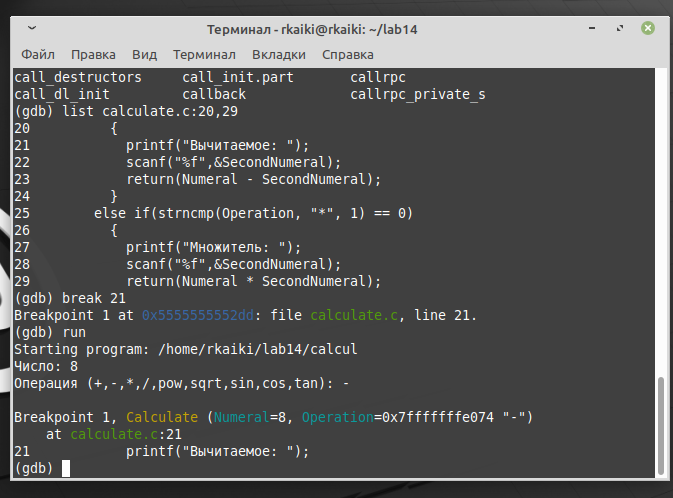 Терминал - rkaiki@rkaiki: ~/lab14
Файл Правка Вид Терминал Вкладки Справка
call_destructors     call_init.part       callrpc
call_dl_init         callback             callrpc_private_s
(gdb) list calculate.c:20,29
20          {
21            printf("Вычитаемое: ");
22            scanf("%f",&SecondNumeral);
23            return(Numeral - SecondNumeral);
24          }
25        else if(strncmp(Operation, "*", 1) == 0)
26          {
27            printf("Множитель: ");
28            scanf("%f",&SecondNumeral);
29            return(Numeral * SecondNumeral);
(gdb) break 21
Breakpoint 1 at 0x5555555552dd: file calculate.c, line 21.
(gdb) run
Starting program: /home/rkaiki/lab14/calcul
Число: 8
Операция (+,-,*,/,pow,sqrt,sin,cos,tan): -
Breakpoint 1, Calculate (Numeral=8, Operation=0x7fffffffe074 "-")
    at calculate.c:21
21            printf("Вычитаемое: ");
(gdb)